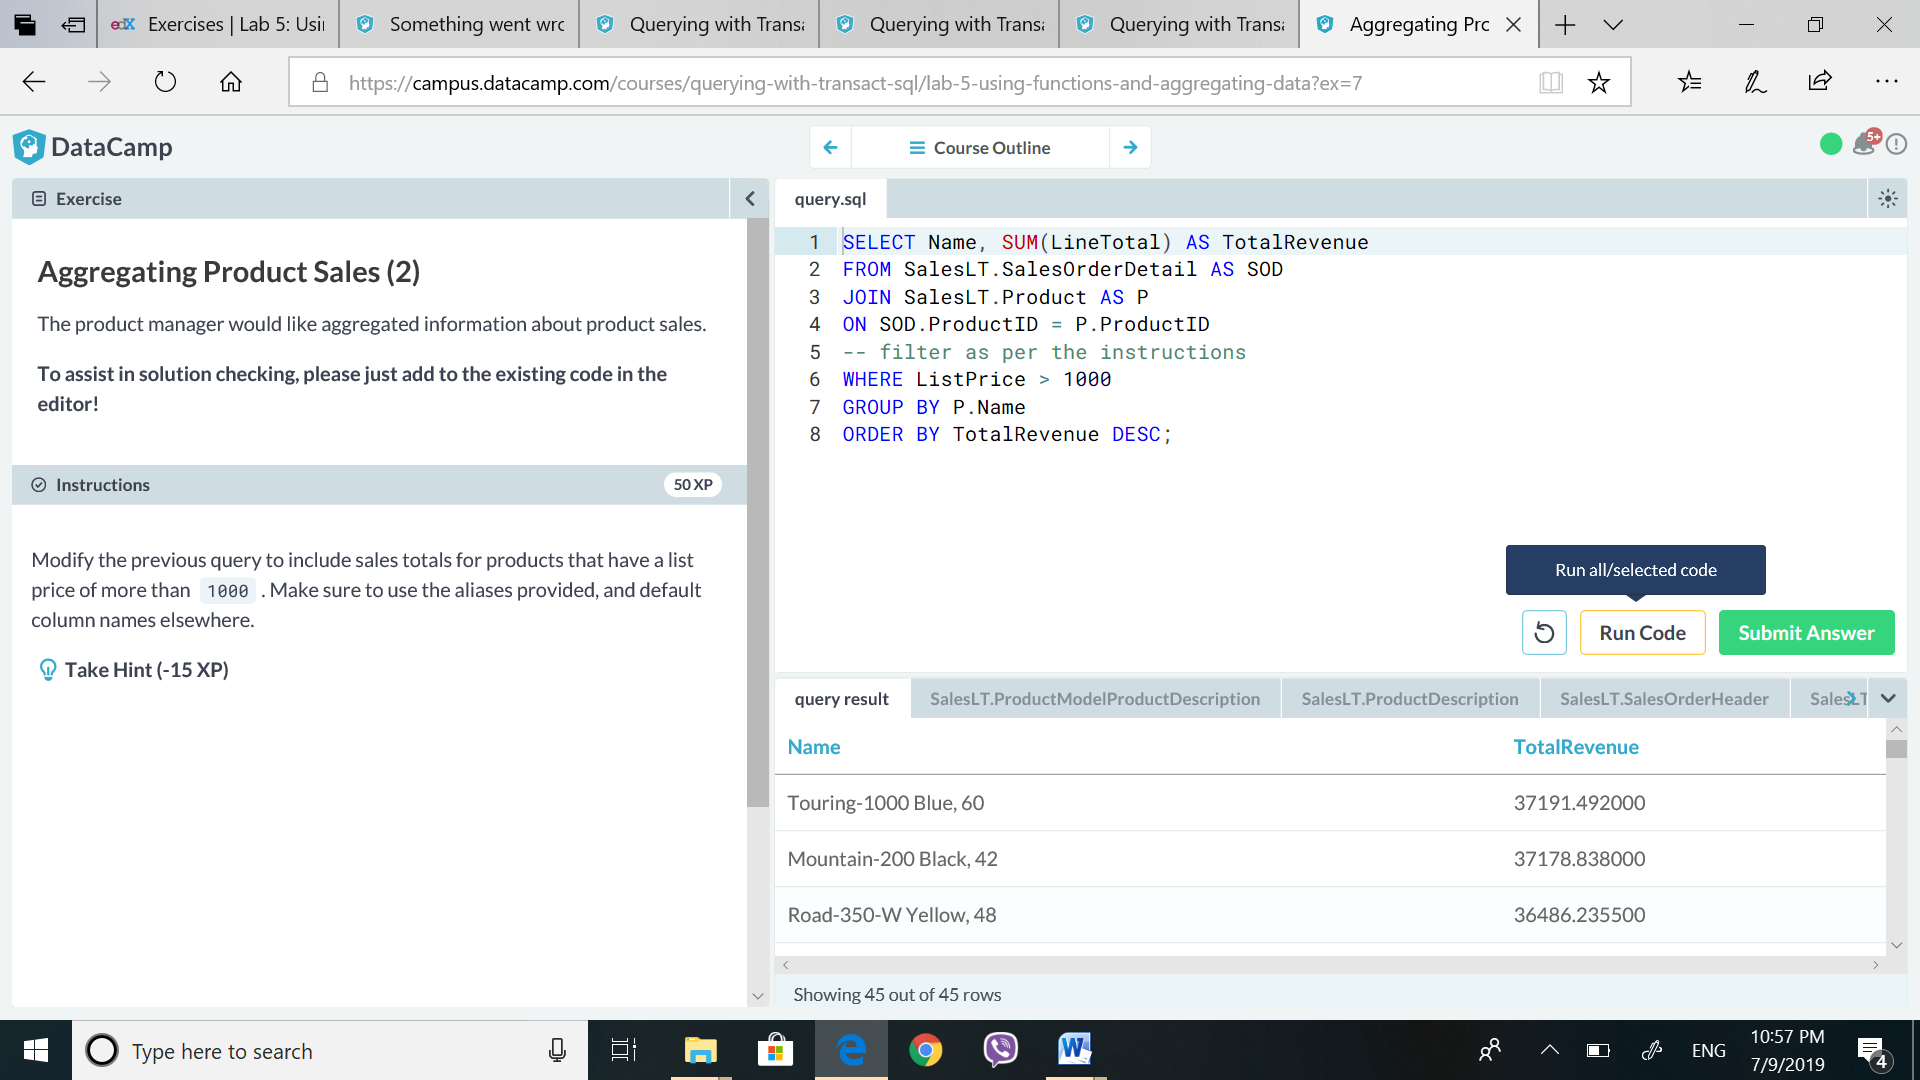 edX Exercises | Lab 5: Usi
Something went wro
Querying with Transa
Querying with Transa
Querying with Transa
Aggregating Pro
https://campus.datacamp.com/courses/querying-with-transact-sql/lab-5-using-functions-and-aggregating-data?ex=7
DataCamp
Course Outline
5+
Exercise
Aggregating Product Sales (2)
The product manager would like aggregated information about product sales.
To assist in solution checking, please just add to the existing code in the
editor!
Instructions
50 XP
Modify the previous query to include sales totals for products that have a list
price of more than 1000 . Make sure to use the aliases provided, and default
column names elsewhere.
Take Hint (-15 XP)
query.sql
1 SELECT Name, SUM(LineTotal) AS TotalRevenue
2 FROM SalesLT.SalesOrderDetail AS SOD
3 JOIN SalesLT.Product AS P
4 ON SOD.ProductID = P.ProductID
5 -- filter as per the instructions
6 WHERE ListPrice > 1000
7 GROUP BY P.Name
8 ORDER BY TotalRevenue DESC;
Run all/selected code
Run Code
Submit Answer
query result
SalesLT.ProductModelProductDescription
SalesLT.ProductDescription
SalesLT.SalesOrderHeader
SalesLT
Name TotalRevenue
Touring-1000 Blue, 60 37191.492000
Mountain-200 Black, 42 37178.838000
Road-350-W Yellow, 48 36486.235500
Showing 45 out of 45 rows
Type here to search
ENG
10:57 PM
7/9/2019
4